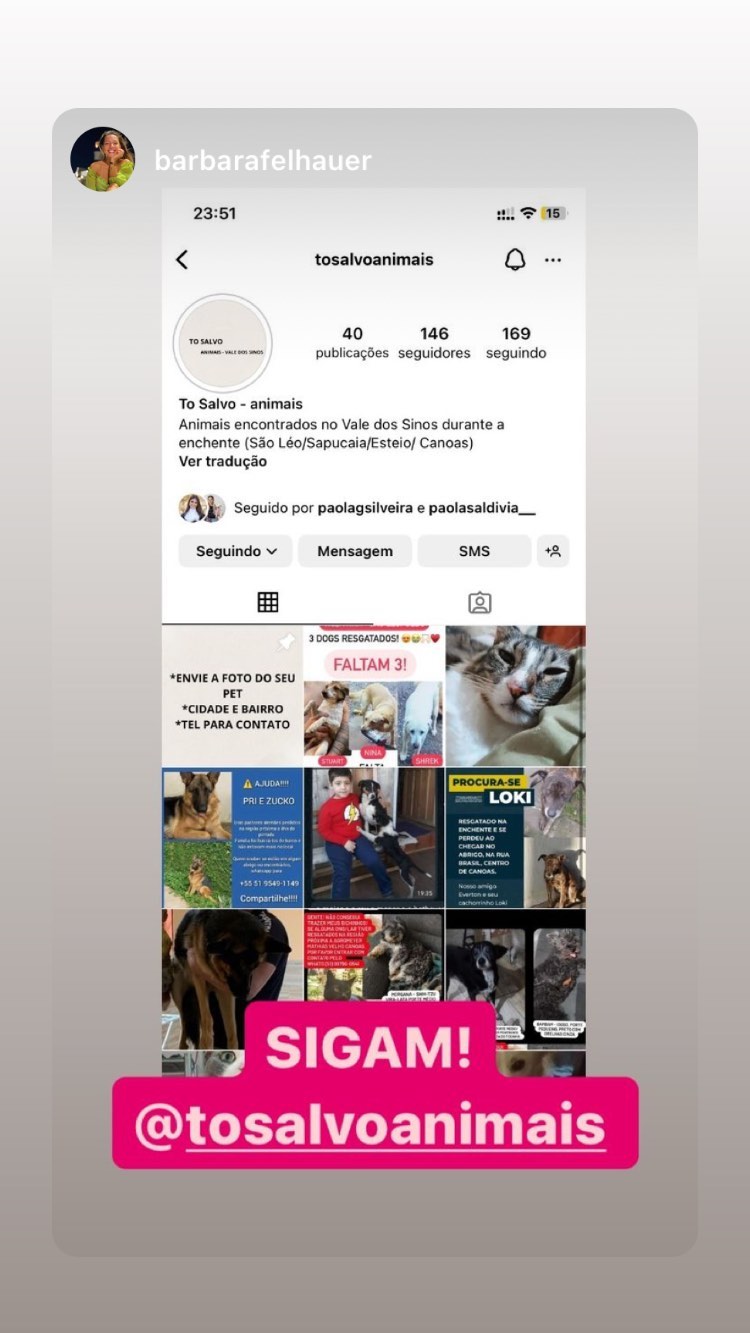 barbarafelhauer
23:51
15
tosalvoanimais
TO SALVO
ANIMAIS - VALE DOS SINOS
40 146 169
publicações seguidores seguindo
To Salvo - animais
Animais encontrados no Vale dos Sinos durante a
enchente (São Léo/Sapucaia/Esteio/ Canoas)
Ver tradução
Seguido por paolagsilveira e paolasaldivia__
Seguindo Mensagem SMS
*ENVIE A FOTO DO SEU
PET
*CIDADE E BAIRRO
*TEL PARA CONTATO
3 DOGS RESGATADOS!
FALTAM 3!
STUART
NINA
SHREK
AJUDA!!!!
PRI E ZUCKO
+55 51 9549-1149
Compartilhe!!!!
19:35
PROCURA-SE
LOKI
RESGATADO NA
ENCHENTE E SE
PERDEU AO
CHEGAR NO
ABRIGO, NA RUA
BRASIL, CENTRO
DE CANOAS.
Nosso amigo
Everton e seu
cachorrinho Loki
SIGAM!
@tosalvoanimais